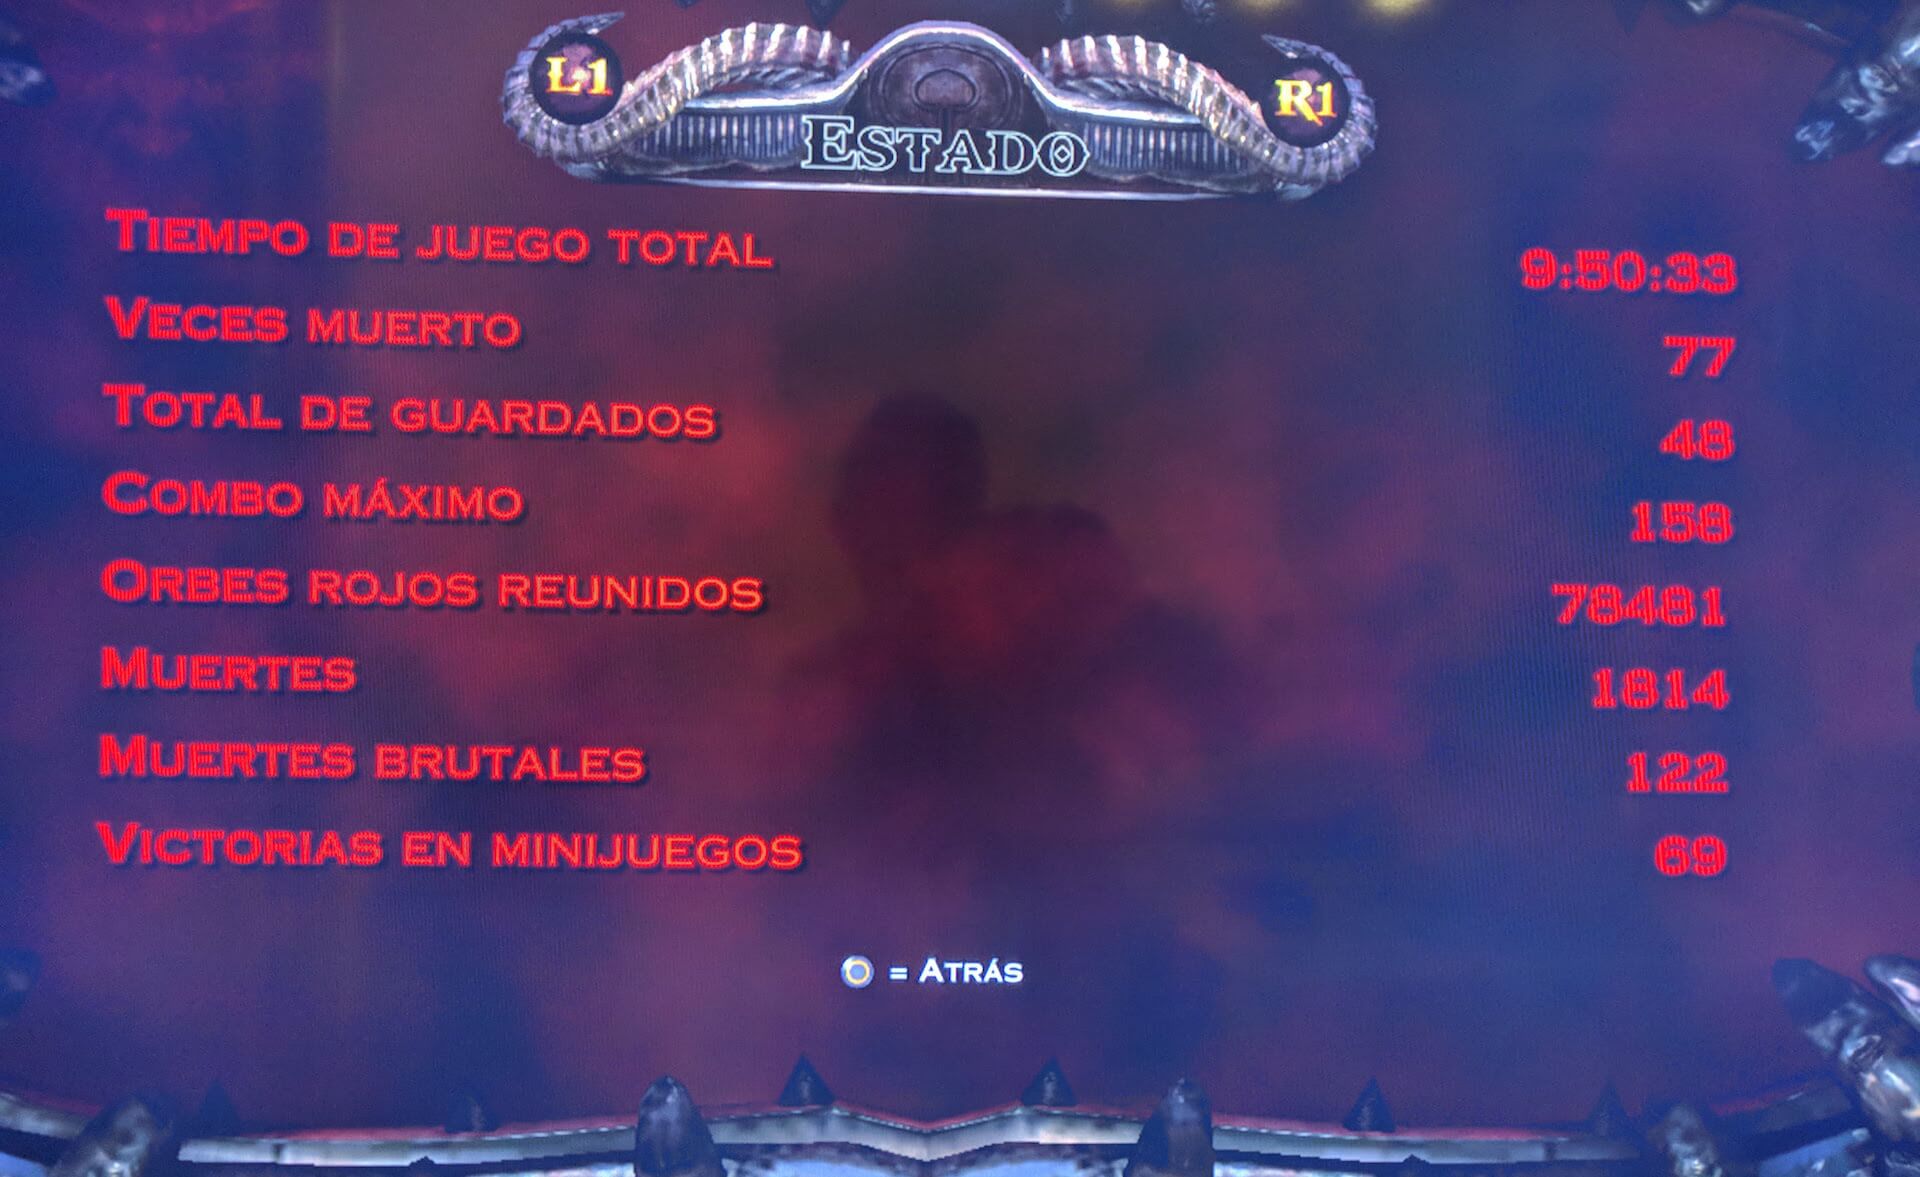 L1
R1
Estado
Tiempo de juego total 9:50:33
Veces muerto 77
Total de guardados 48
Combo máximo 158
Orbes rojos reunidos 78481
Muertes 1814
Muertes brutales 122
Victorias en minijuegos 69
= Atrás